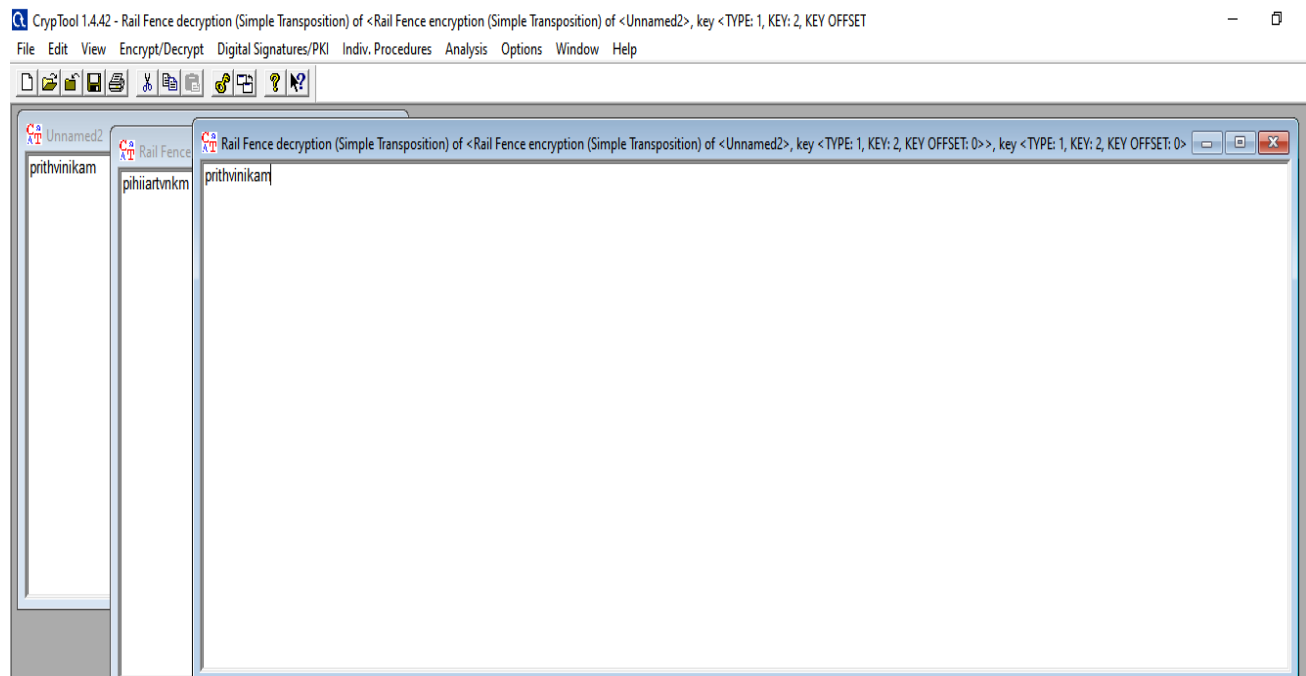 CrypTool 1.4.42 - Rail Fence decryption (Simple Transposition) of <Rail Fence encryption (Simple Transposition) of <Unnamed2>, key <TYPE: 1, KEY: 2, KEY OFFSET
File Edit View Encrypt/Decrypt Digital Signatures/PKI Indiv. Procedures Analysis Options Window Help
Unnamed2
prithvinikam
Rail Fence
pihiiartvnkm
Rail Fence decryption (Simple Transposition) of <Rail Fence encryption (Simple Transposition) of <Unnamed2>, key <TYPE: 1, KEY: 2, KEY OFFSET: 0>>, key <TYPE: 1, KEY: 2, KEY OFFSET: 0>
prithvinikam